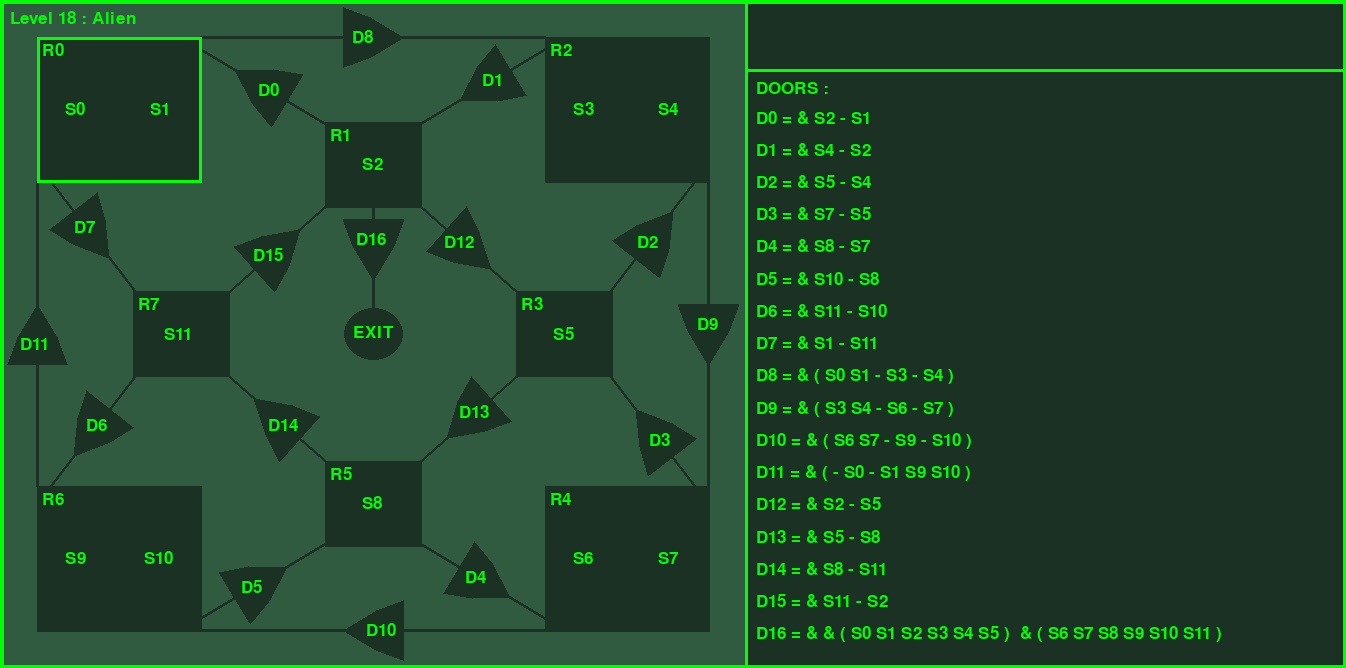 Level 18 : Alien
R0
S0 S1
D8
R2
S3 S4
D0
D1
R1
S2
D7
D15
D16
D12
D2
R7
S11
EXIT
R3
S5
D9
D11
D6
D14
D13
D3
R5
S8
R6
S9 S10
R4
S6 S7
D5
D4
D10
DOORS :
D0 = & S2 - S1
D1 = & S4 - S2
D2 = & S5 - S4
D3 = & S7 - S5
D4 = & S8 - S7
D5 = & S10 - S8
D6 = & S11 - S10
D7 = & S1 - S11
D8 = & ( S0 S1 - S3 - S4 )
D9 = & ( S3 S4 - S6 - S7 )
D10 = & ( S6 S7 - S9 - S10 )
D11 = & ( - S0 - S1 S9 S10 )
D12 = & S2 - S5
D13 = & S5 - S8
D14 = & S8 - S11
D15 = & S11 - S2
D16 = & & ( S0 S1 S2 S3 S4 S5 ) & ( S6 S7 S8 S9 S10 S11 )